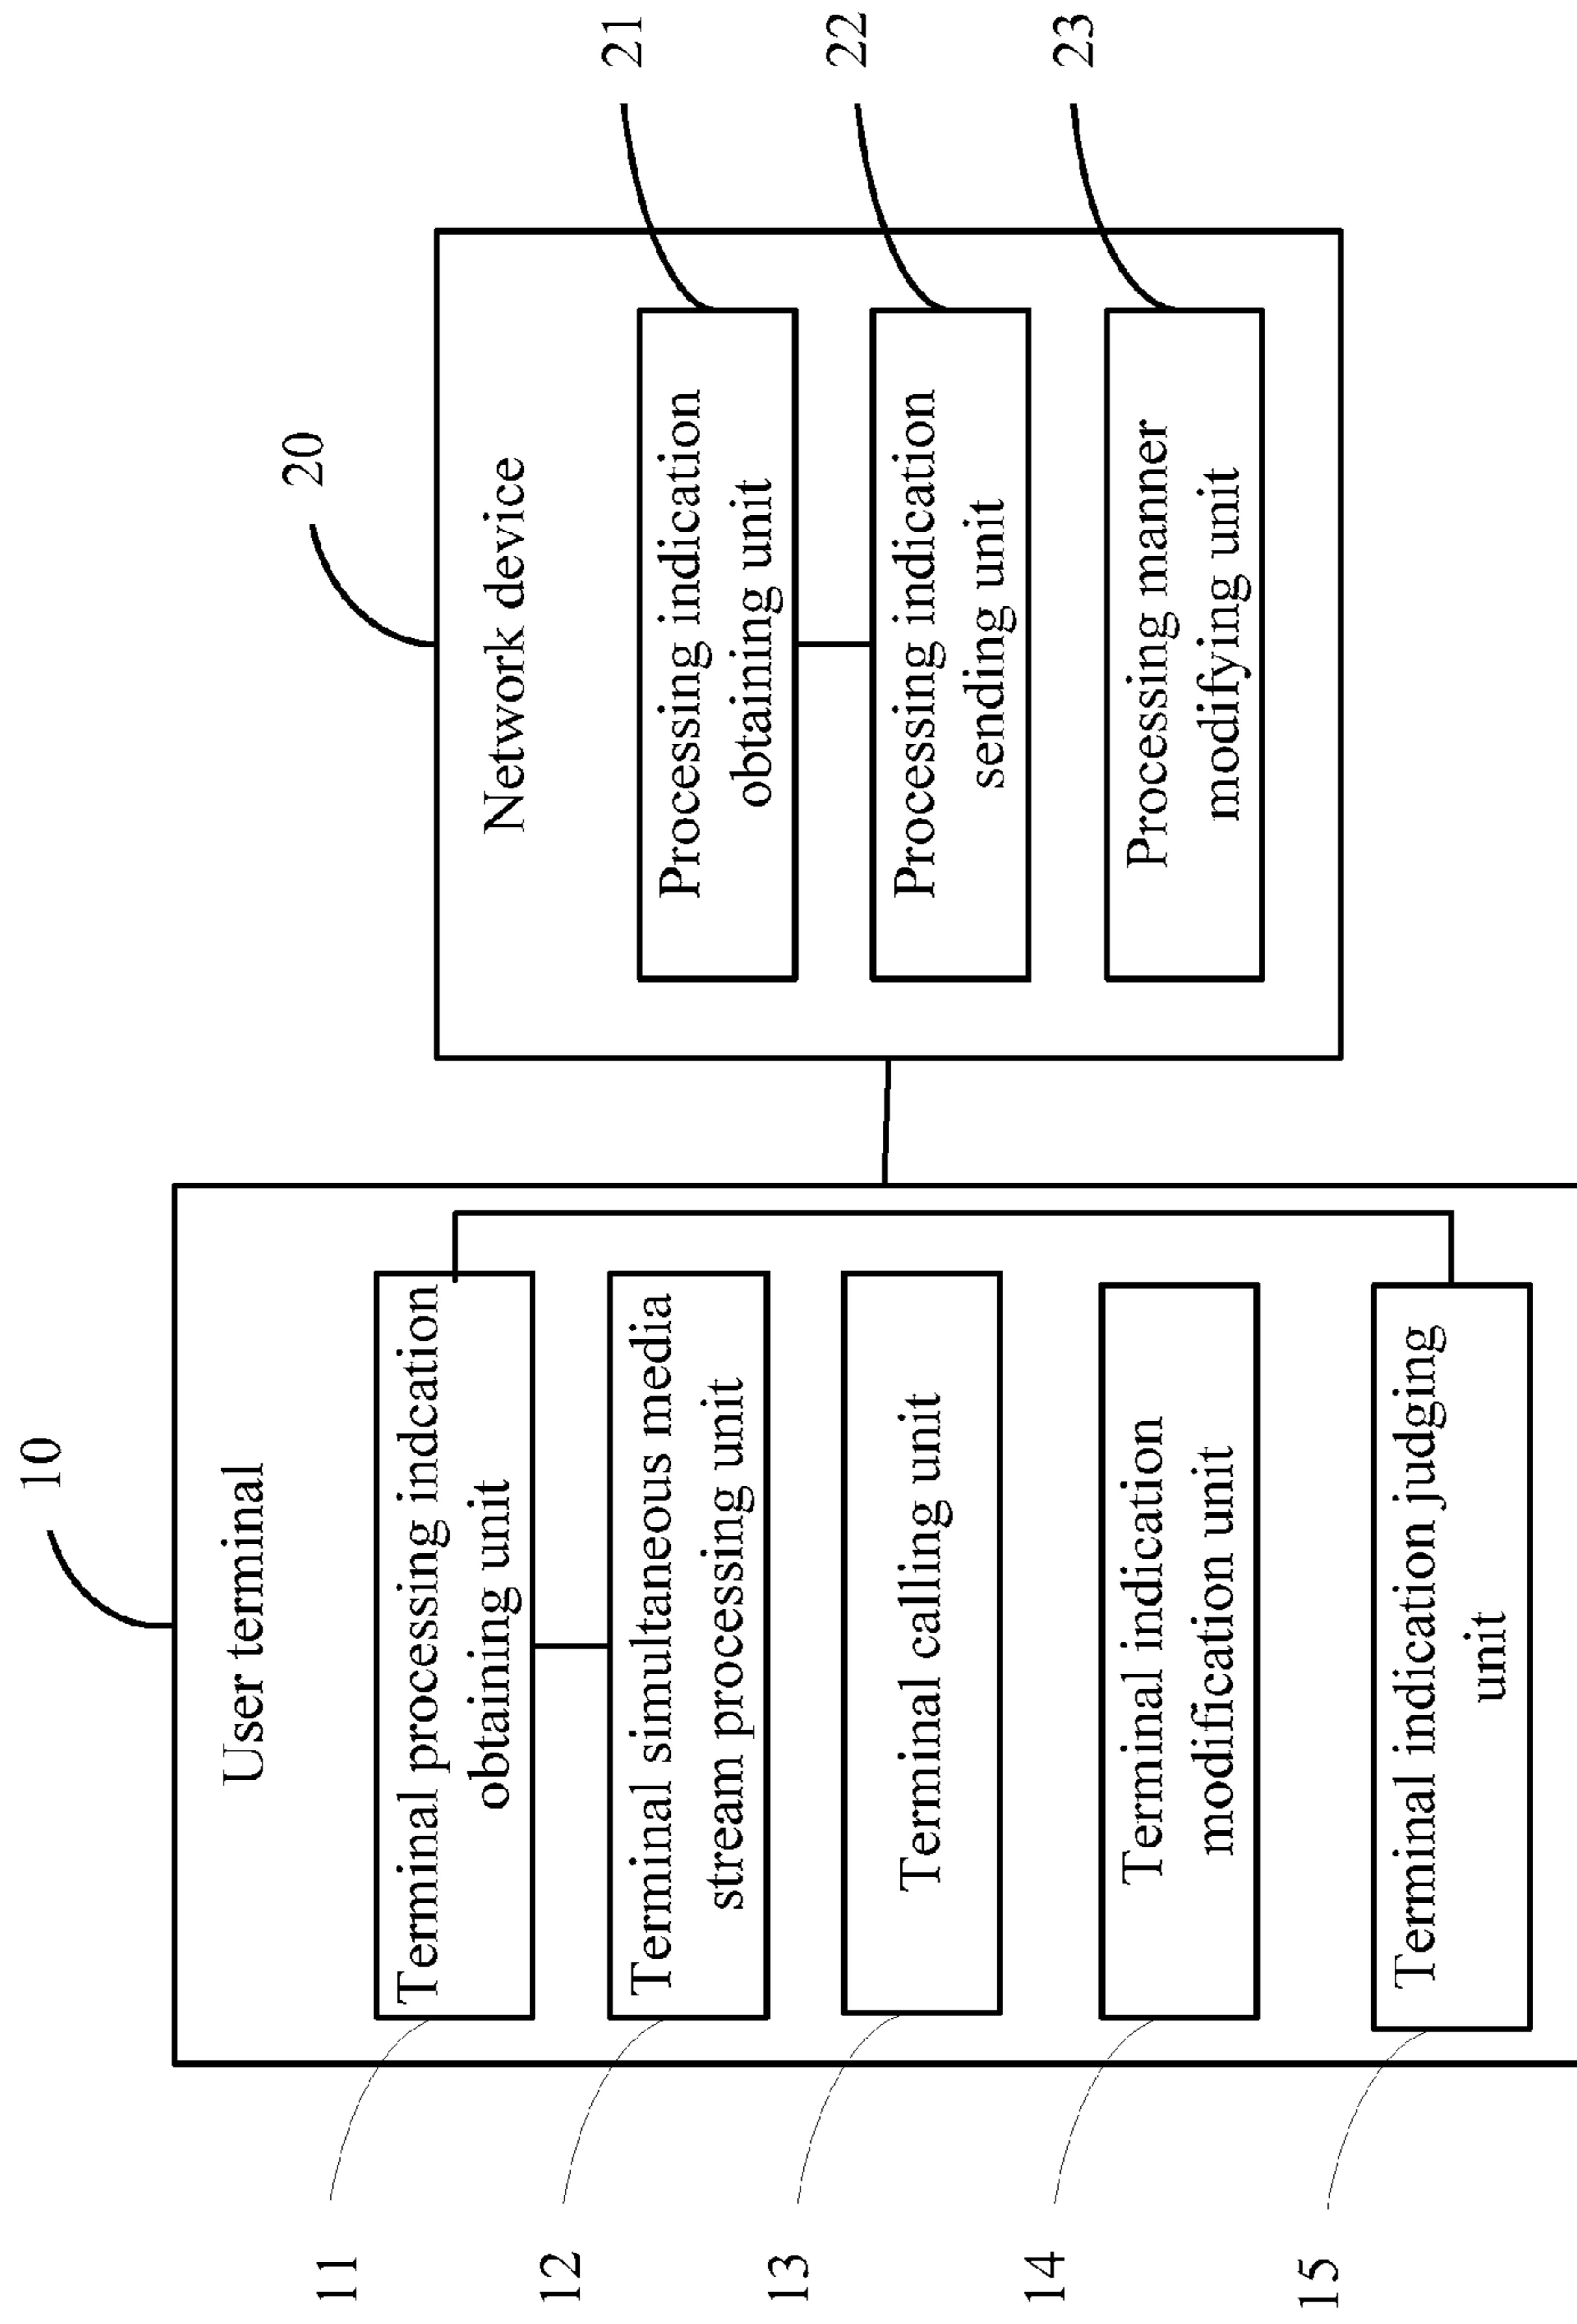 10
User terminal
11
Terminal processing indcation
obtaining unit
12
Terminal simultaneous media
stream processing unit
13
Terminal calling unit
14
Terminal indication
modification unit
15
Terminal indication judging
unit
20
Network device
Processing indication
obtaining unit
21
Processing indication
sending unit
22
Processing manner
modifying unit
23